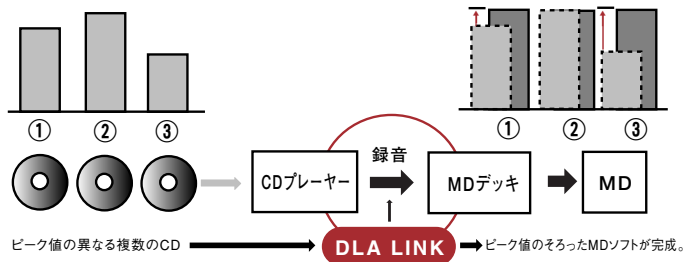 ① ② ③
① ② ③
CDプレーヤー
録音
MDデッキ
MD
ピーク値の異なる複数のCD
DLA LINK
ピーク値のそろったMDソフトが完成。